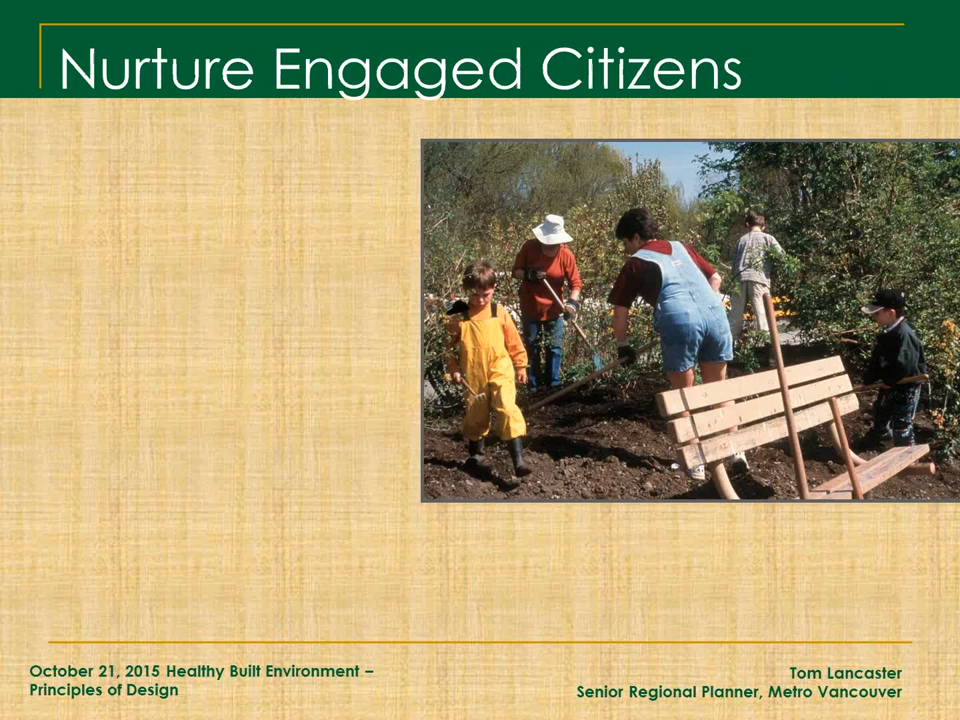 Nurture Engaged Citizens
October 21, 2015 Healthy Built Environment –
Principles of Design
Tom Lancaster
Senior Regional Planner, Metro Vancouver